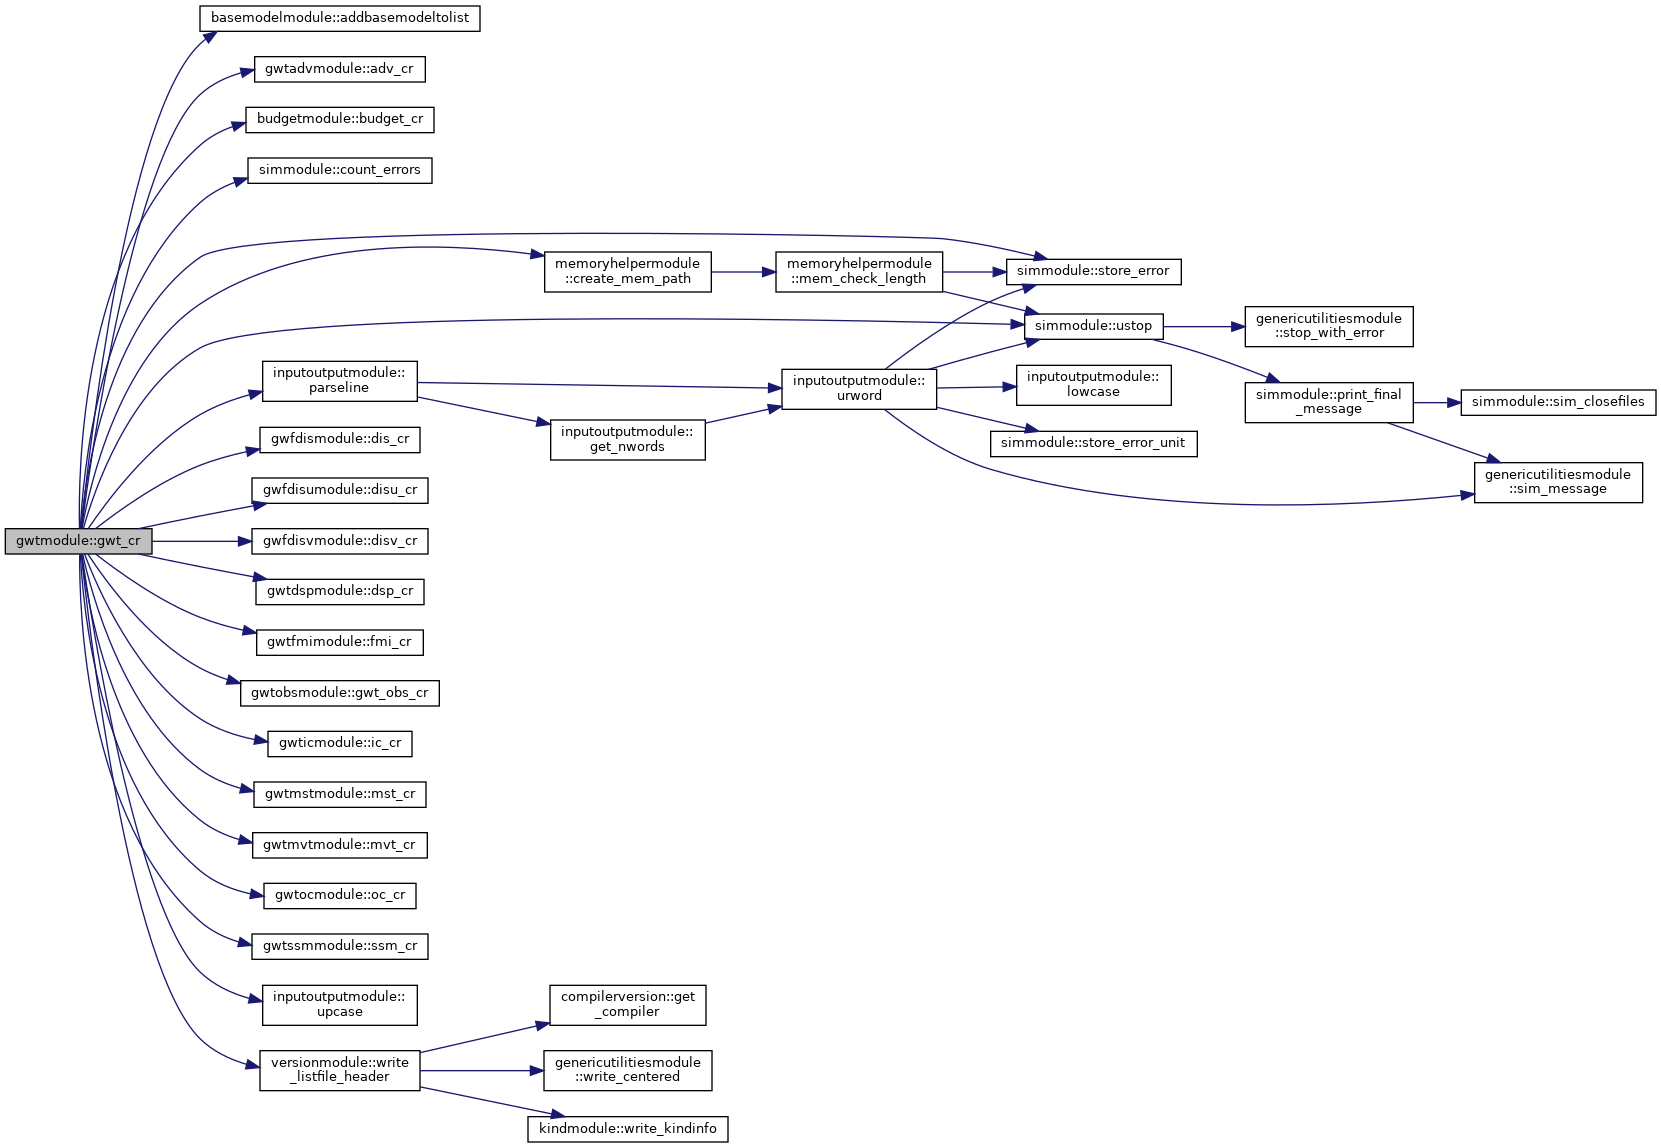 basemodelmodule::addbasemodeltolist
gwtadvmodule::adv_cr
budgetmodule::budget_cr
simmodule::count_errors
memoryhelpermodule
::create_mem_path
memoryhelpermodule
::mem_check_length
simmodule::store_error
simmodule::ustop
genericutilitiesmodule
::stop_with_error
inputoutputmodule::
parseline
inputoutputmodule::
urword
inputoutputmodule::
lowcase
simmodule::print_final
_message
simmodule::sim_closefiles
gwfdismodule::dis_cr
inputoutputmodule::
get_nwords
simmodule::store_error_unit
genericutilitiesmodule
::sim_message
gwfdisumodule::disu_cr
gwtmodule::gwt_cr
gwfdisvmodule::disv_cr
gwtdspmodule::dsp_cr
gwtfmimodule::fmi_cr
gwtobsmodule::gwt_obs_cr
gwticmodule::ic_cr
gwtmstmodule::mst_cr
gwtmvtmodule::mvt_cr
gwtocmodule::oc_cr
gwtssmmodule::ssm_cr
inputoutputmodule::
upcase
compilerversion::get
_compiler
versionmodule::write
_listfile_header
genericutilitiesmodule
::write_centered
kindmodule::write_kindinfo